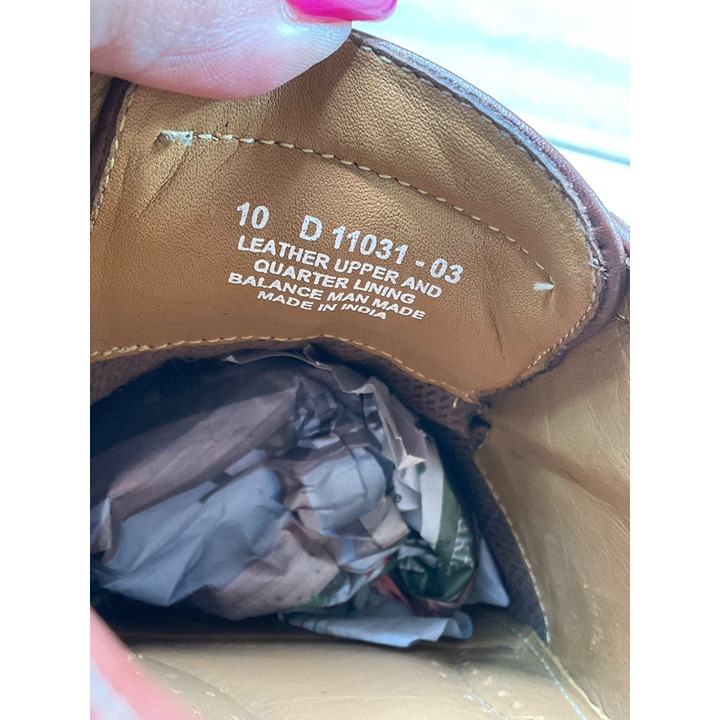 10 D 11031 - 03
LEATHER UPPER AND
QUARTER LINING
BALANCE MAN MADE
MADE IN INDIA